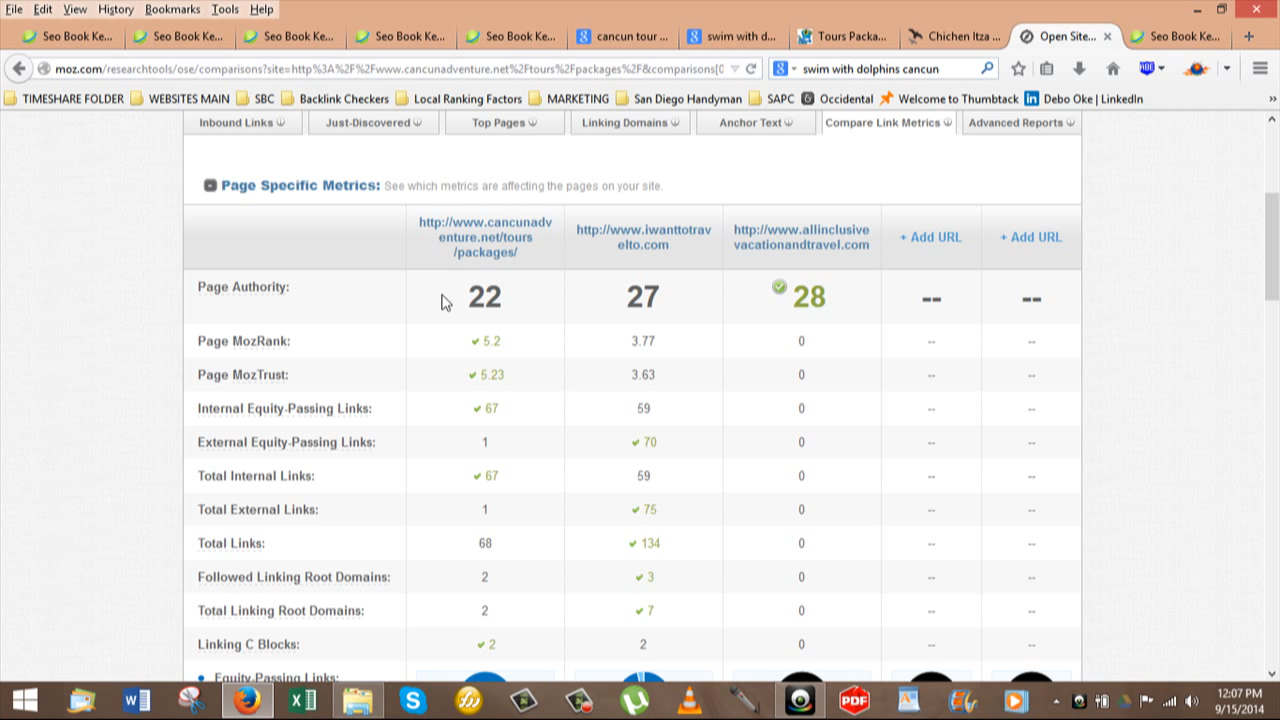 File Edit View History Bookmarks Tools Help
Seo Book Ke... Seo Book Ke... Seo Book Ke... Seo Book Ke... Seo Book Ke... cancun tour ... swim with d... Tours Packa... Chichen Itza ... Open Site... Seo Book Ke...
moz.com/researchtools/ose/comparisons?site=http%3A%2F%2Fwww.cancunadventure.net%2Ftours%2Fpackages%2F&comparisons[0 swim with dolphins cancun
TIMESHARE FOLDER WEBSITES MAIN SBC Backlink Checkers Local Ranking Factors MARKETING San Diego Handyman SAPC Occidental Welcome to Thumbtack Debo Oke | LinkedIn
Inbound Links Just-Discovered Top Pages Linking Domains Anchor Text Compare Link Metrics Advanced Reports
Page Specific Metrics: See which metrics are affecting the pages on your site.
http://www.cancunadv
enture.net/tours
/packages/
http://www.iwanttotrav
elto.com
http://www.allinclusive
vacationandtravel.com
+ Add URL + Add URL
Page Authority: 22 27 28 -- --
Page MozRank: 5.2 3.77 0 -- --
Page MozTrust: 5.23 3.63 0 -- --
Internal Equity-Passing Links: 67 59 0 -- --
External Equity-Passing Links: 1 70 0 -- --
Total Internal Links: 67 59 0 -- --
Total External Links: 1 75 0 -- --
Total Links: 68 134 0 -- --
Followed Linking Root Domains: 2 3 0 -- --
Total Linking Root Domains: 2 7 0 -- --
Linking C Blocks: 2 2 0 -- --
Equity-Passing Links:
12:07 PM
9/15/2014